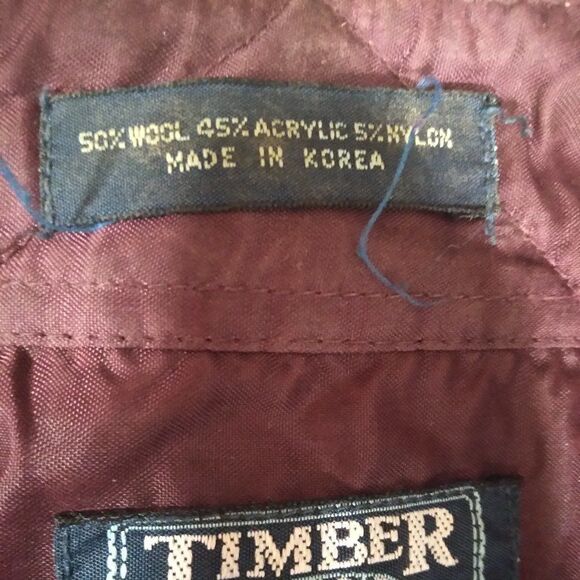 50% WOOL 45% ACRYLIC 5% NYLON
MADE IN KOREA
TIMBER